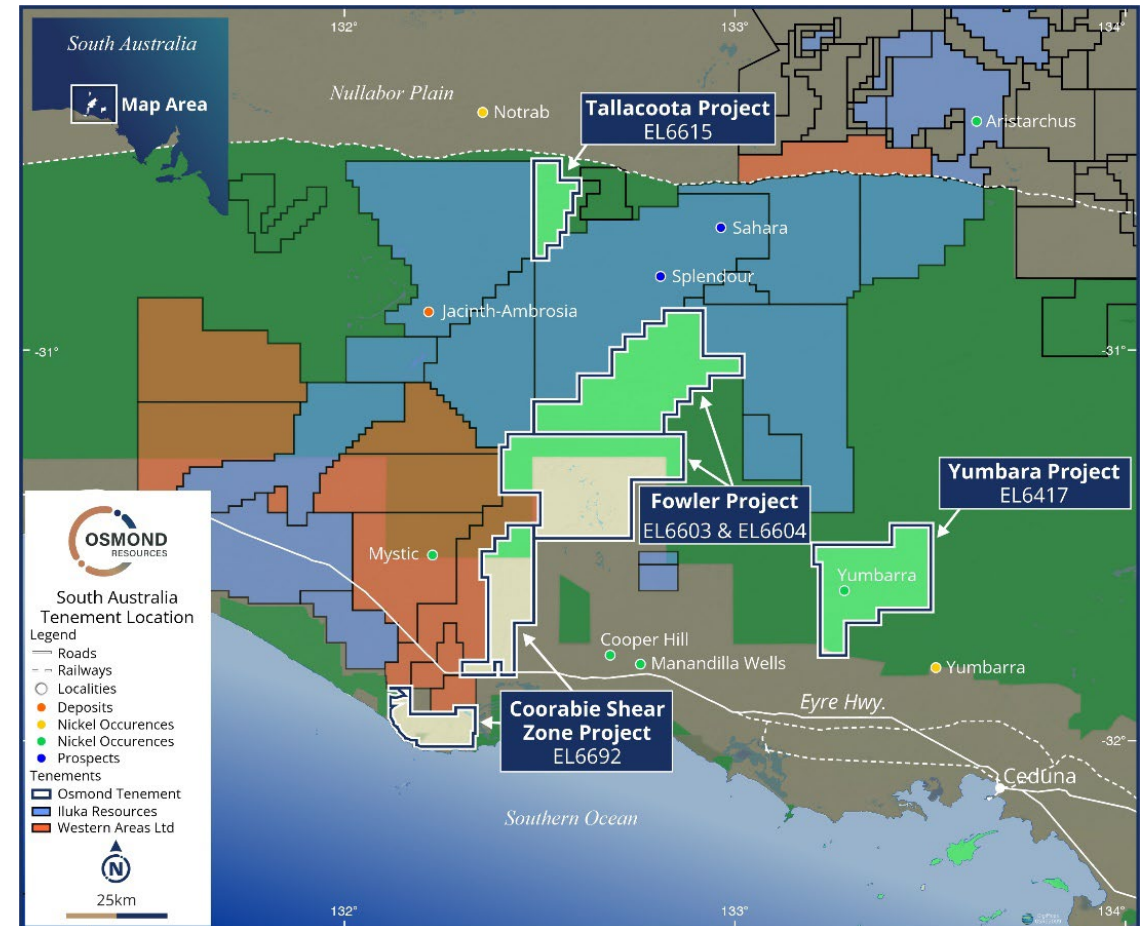 132°
133°
134°
South Australia
Map Area
Nullabor Plain
Notrab
Tallacoota Project
EL6615
Aristarchus
Sahara
Splendour
Jacinth-Ambrosia
-31°
-31°
Fowler Project
EL6603 & EL6604
Yumbara Project
EL6417
Yumbarra
Mystic
Cooper Hill
Manandilla Wells
Yumbarra
Coorabie Shear
Zone Project
EL6692
Eyre Hwy.
-32°
Ceduna
Southern Ocean
OSMOND
RESOURCES
South Australia
Tenement Location
Legend
Roads
Railways
Localities
Deposits
Nickel Occurences
Nickel Occurences
Prospects
Tenements
Osmond Tenement
Iluka Resources
Western Areas Ltd
N
25km
132°
133°
134°